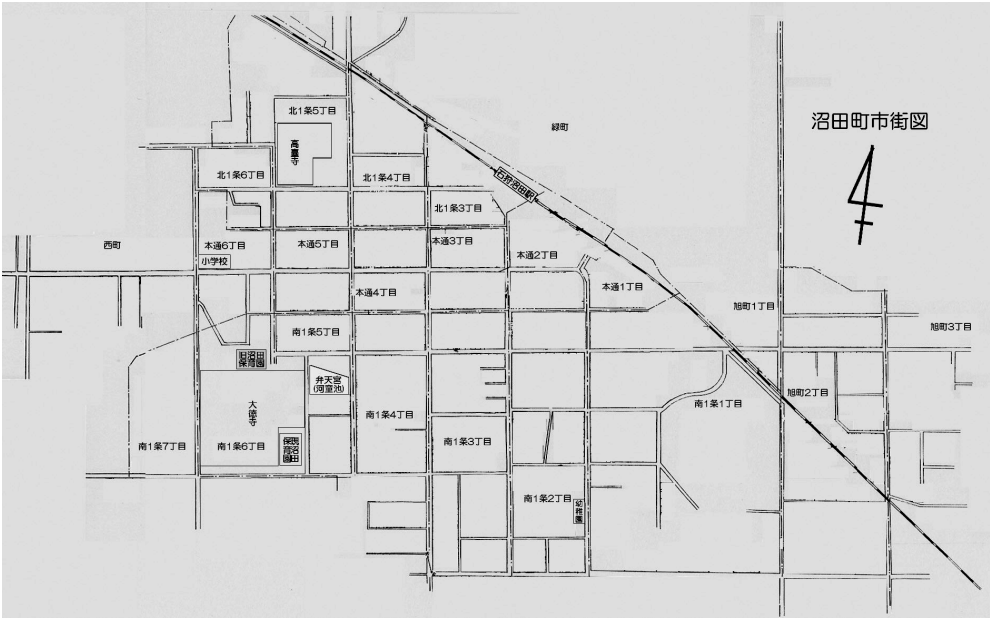 沼田町市街図
北1条5丁目
緑町
高臺寺
北1条6丁目
北1条4丁目
石狩沼田駅
北1条3丁目
西町
本通6丁目
本通5丁目
本通3丁目
本通2丁目
小学校
本通4丁目
本通1丁目
旭町1丁目
旭町3丁目
南1条5丁目
旧沼田
保育園
弁天宮
(河童池)
旭町2丁目
大徳寺
南1条4丁目
南1条1丁目
南1条7丁目
南1条6丁目
現沼田
保育園
南1条3丁目
南1条2丁目
幼稚園